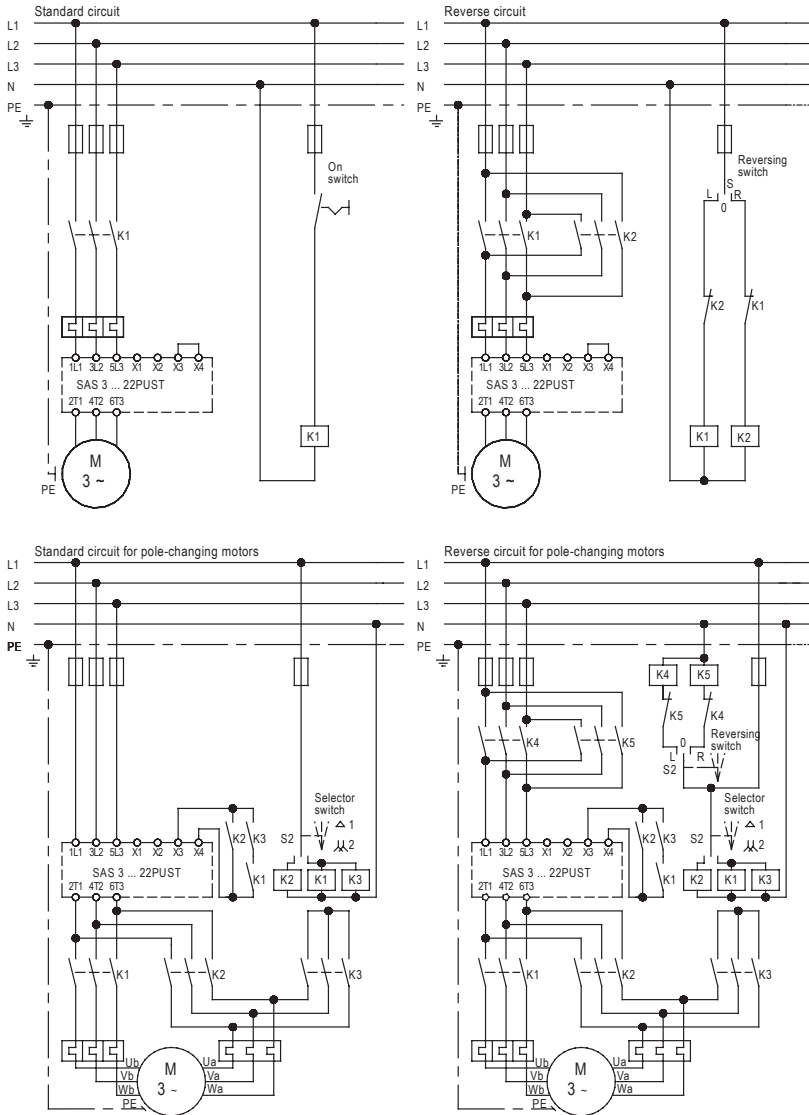 Standard circuit
L1
L2
L3
N
PE
On
switch
K1
1L1 3L2 5L3 X1 X2 X3 X4
SAS 3 ... 22PUST
2T1 4T2 6T3
K1
M
3 ~
PE
Reverse circuit
L1
L2
L3
N
PE
Reversing
switch
S
L R
0
K1 K2
K2 K1
1L1 3L2 5L3 X1 X2 X3 X4
SAS 3 ... 22PUST
2T1 4T2 6T3
K1 K2
M
3 ~
PE
Standard circuit for pole-changing motors
L1
L2
L3
N
PE
Selector
switch
1
S2
2
K2 K3
1L1 3L2 5L3 X1 X2 X3 X4
SAS 3 ... 22PUST
K1
K2 K1 K3
2T1 4T2 6T3
K1 K2 K3
Ub Ua
Vb M Va
Wb 3 ~ Wa
PE
Reverse circuit for pole-changing motors
L1
L2
L3
N
PE
K4 K5
K5 K4
Reversing
switch
L 0 R
S2
K4 K5
Selector
switch
1
S2
2
K2 K3
1L1 3L2 5L3 X1 X2 X3 X4
SAS 3 ... 22PUST
K1
K2 K1 K3
2T1 4T2 6T3
K1 K2 K3
Ub Ua
Vb M Va
Wb 3 ~ Wa
PE